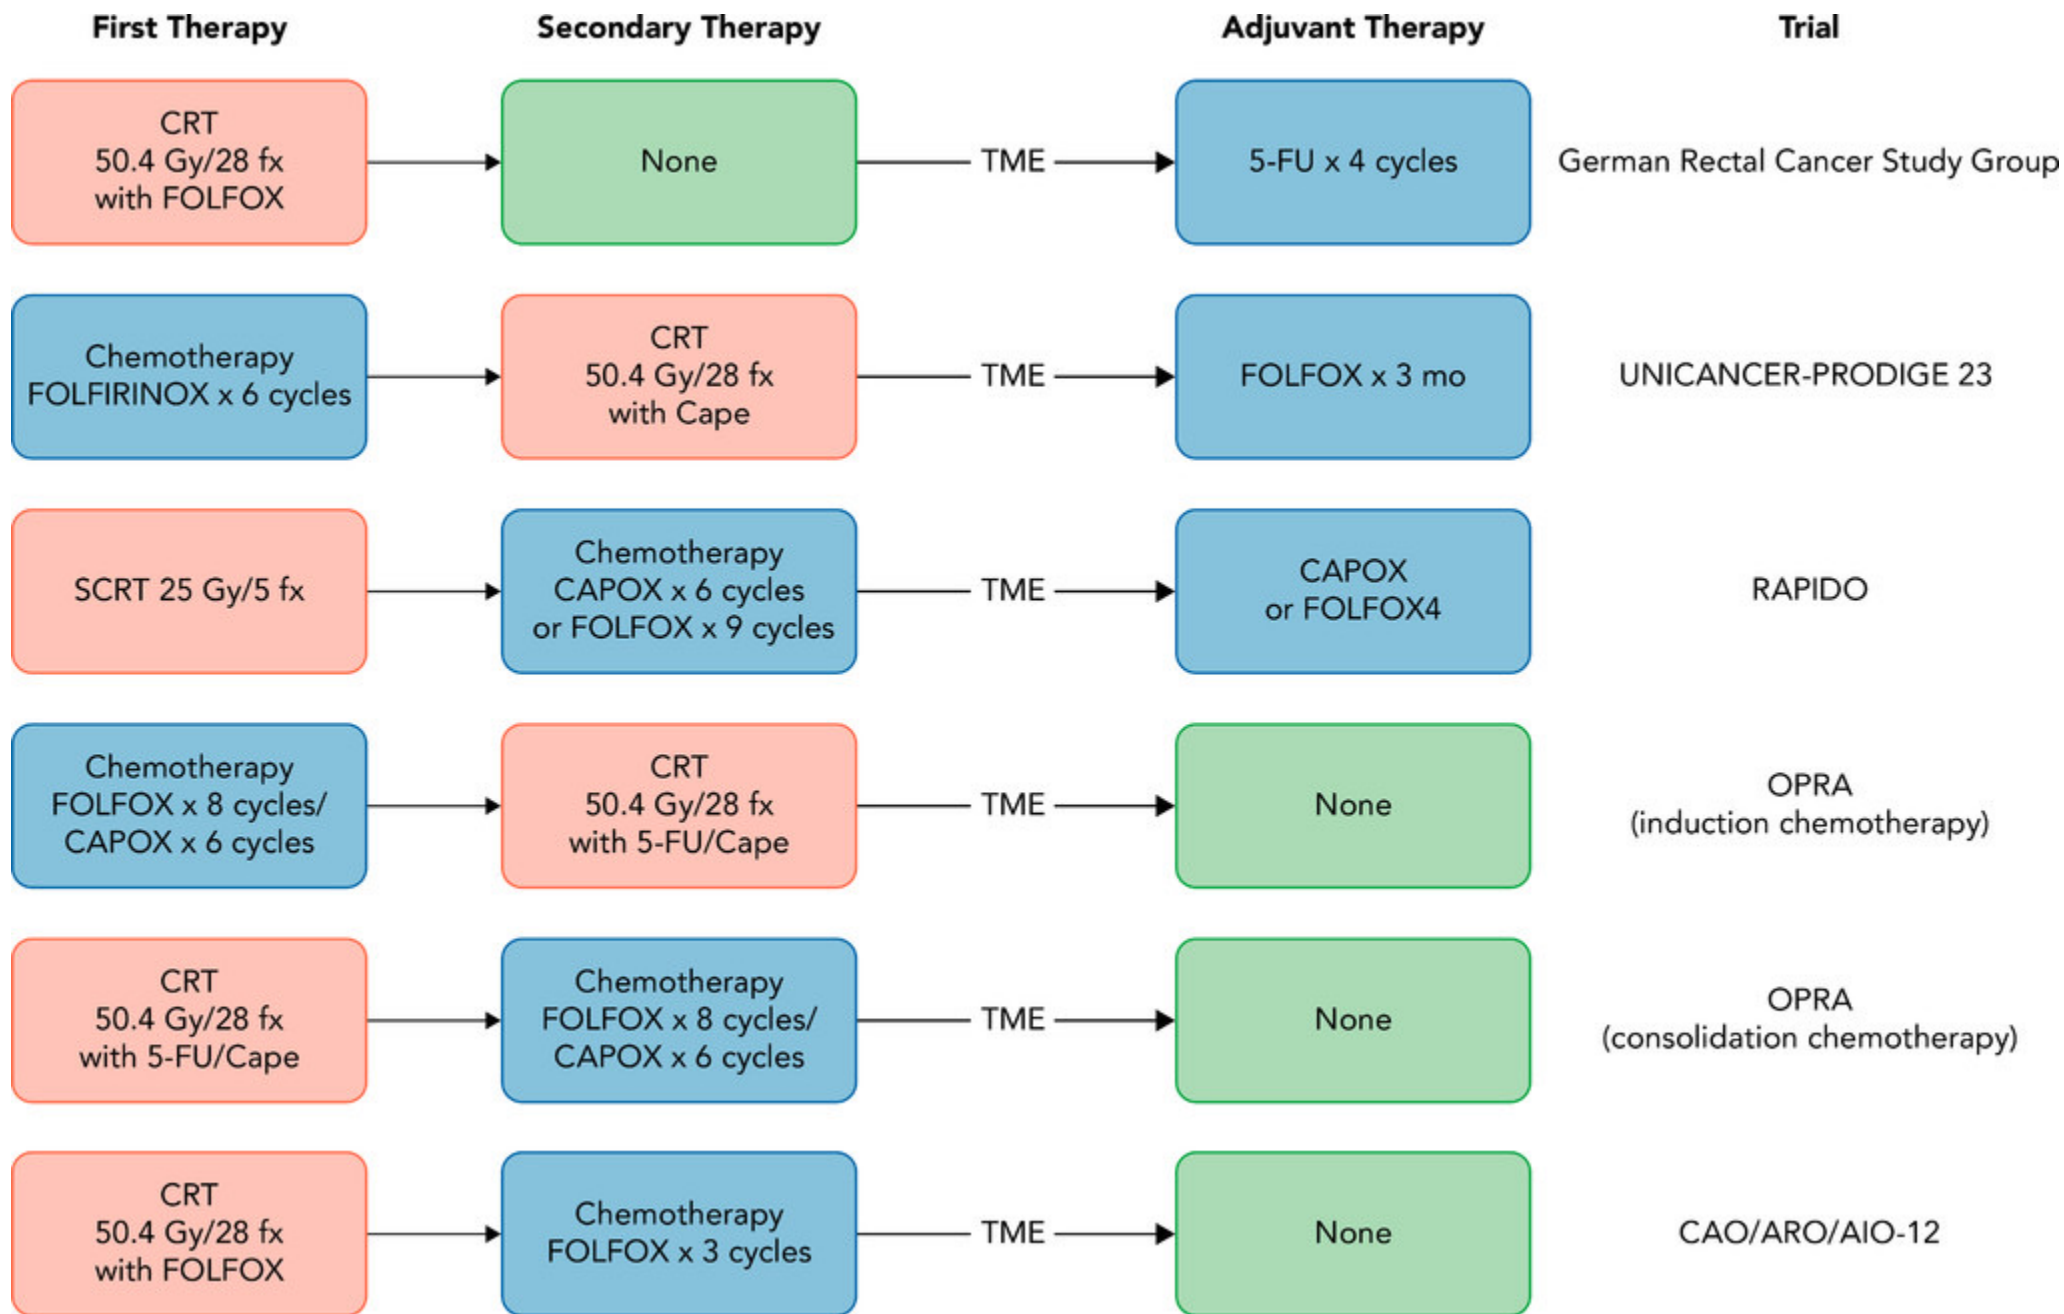 First Therapy
Secondary Therapy
Adjuvant Therapy
Trial
CRT
50.4 Gy/28 fx
with FOLFOX
None
TME
5-FU x 4 cycles
German Rectal Cancer Study Group
Chemotherapy
FOLFIRINOX x 6 cycles
CRT
50.4 Gy/28 fx
with Cape
TME
FOLFOX x 3 mo
UNICANCER-PRODIGE 23
SCRT 25 Gy/5 fx
Chemotherapy
CAPOX x 6 cycles
or FOLFOX x 9 cycles
TME
CAPOX
or FOLFOX4
RAPIDO
Chemotherapy
FOLFOX x 8 cycles/
CAPOX x 6 cycles
CRT
50.4 Gy/28 fx
with 5-FU/Cape
TME
None
OPRA
(induction chemotherapy)
CRT
50.4 Gy/28 fx
with 5-FU/Cape
Chemotherapy
FOLFOX x 8 cycles/
CAPOX x 6 cycles
TME
None
OPRA
(consolidation chemotherapy)
CRT
50.4 Gy/28 fx
with FOLFOX
Chemotherapy
FOLFOX x 3 cycles
TME
None
CAO/ARO/AIO-12